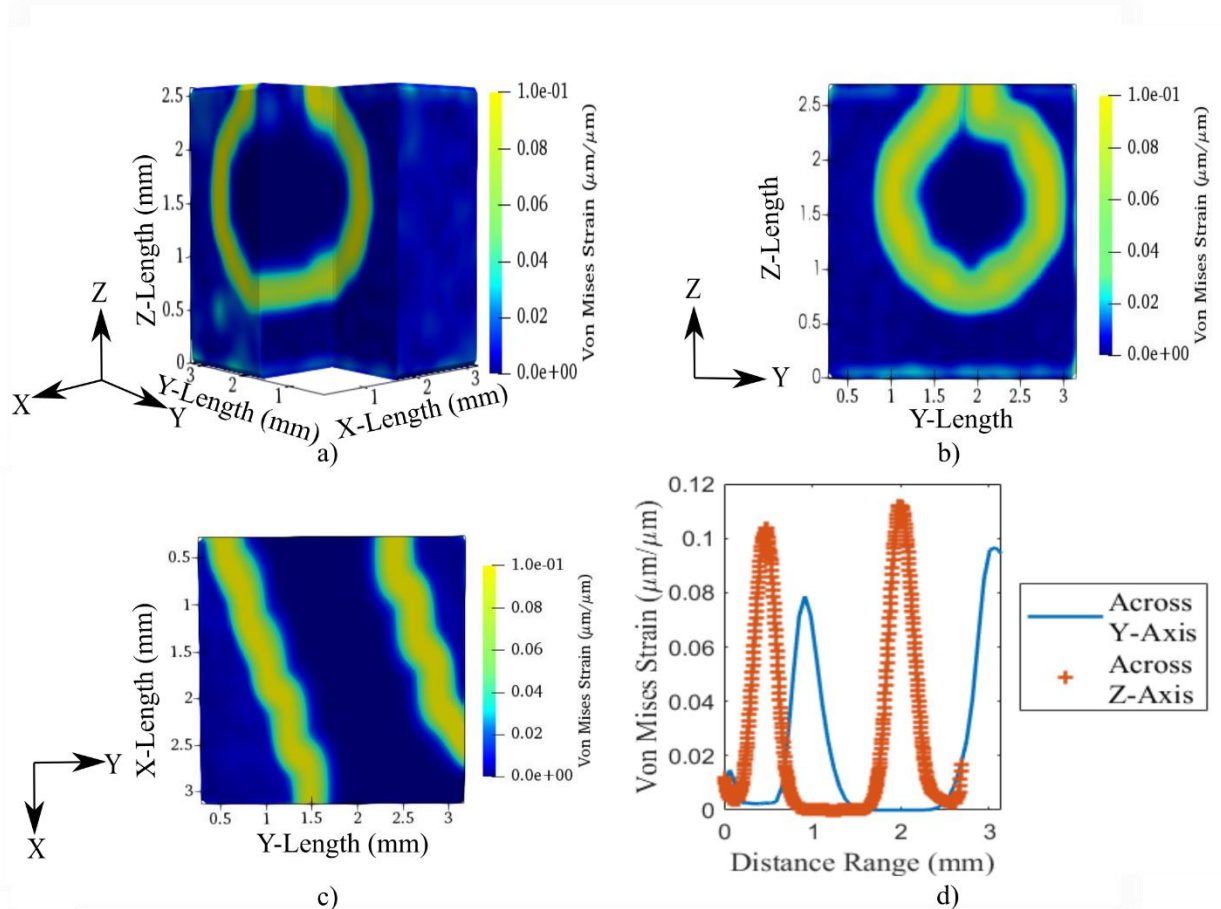 2.5
2
1.5
1
0.5
0
Z-Length (mm)
3
2
1
Y-Length (mm)
1
2
3
X-Length (mm)
Z
X
Y
1.0e-01
0.08
0.06
0.04
0.02
0.0e+00
Von Mises Strain (μm/μm)
a)
2.5
2
1.5
1
0.5
0
Z-Length
0.5 1 1.5 2 2.5 3
Y-Length
Z
Y
1.0e-01
0.08
0.06
0.04
0.02
0.0e+00
Von Mises Strain (μm/μm)
b)
0.5
1
1.5
2
2.5
3
X-Length (mm)
0.5 1 1.5 2 2.5 3
Y-Length (mm)
Y
X
1.0e-01
0.08
0.06
0.04
0.02
0.0e+00
Von Mises Strain (μm/μm)
c)
0.12
0.1
0.08
0.06
0.04
0.02
0
Von Mises Strain (μm/μm)
0 1 2 3
Distance Range (mm)
Across
Y-Axis
Across
Z-Axis
d)